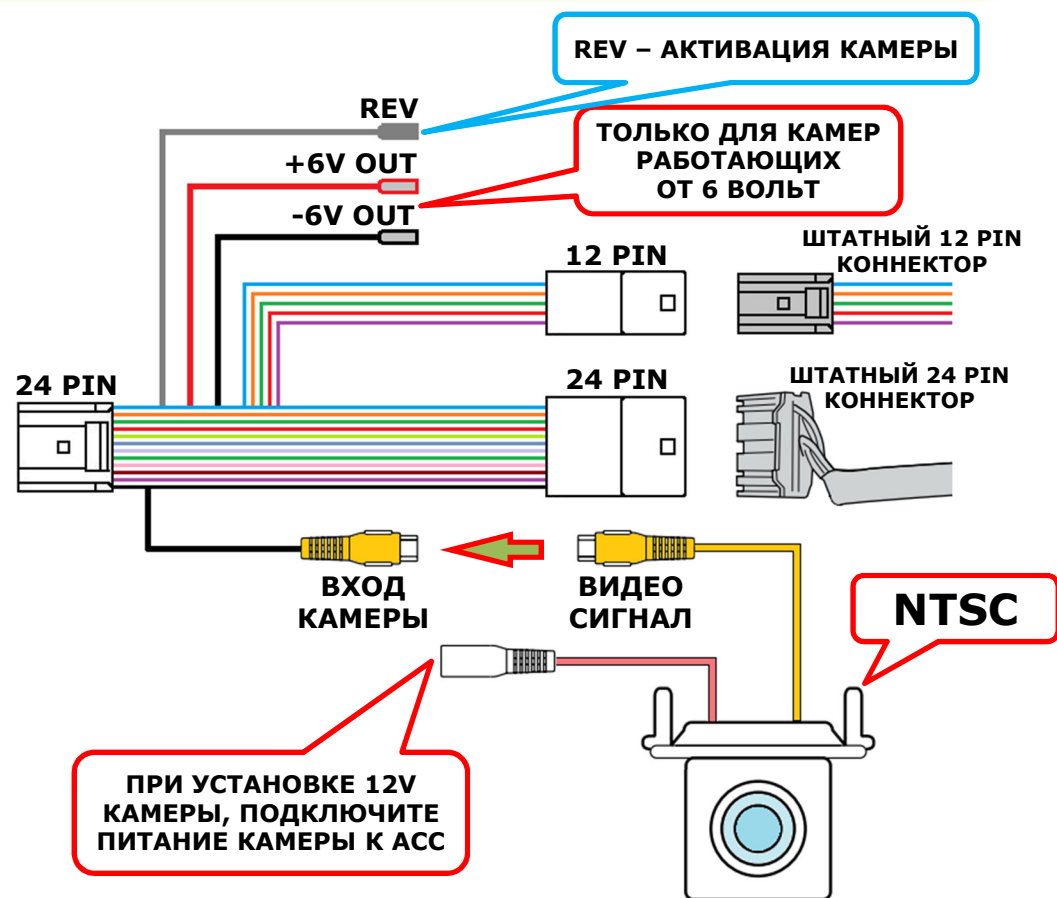 REV – АКТИВАЦИЯ КАМЕРЫ
REV
+6V OUT
-6V OUT
ТОЛЬКО ДЛЯ КАМЕР
РАБОТАЮЩИХ
ОТ 6 ВОЛЬТ
12 PIN
ШТАТНЫЙ 12 PIN
КОННЕКТОР
24 PIN
24 PIN
ШТАТНЫЙ 24 PIN
КОННЕКТОР
ВХОД
КАМЕРЫ
ВИДЕО
СИГНАЛ
NTSC
ПРИ УСТАНОВКЕ 12V
КАМЕРЫ, ПОДКЛЮЧИТЕ
ПИТАНИЕ КАМЕРЫ К АСС